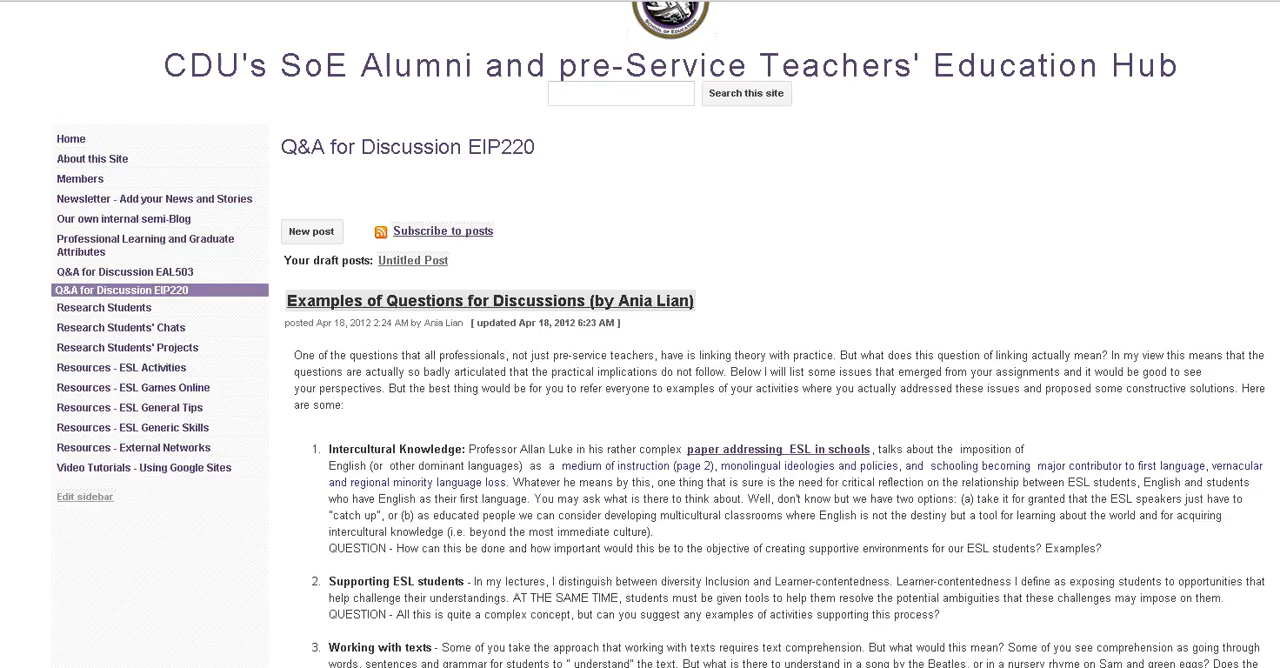 SCHOOL OF EDUCATION
CDU's SoE Alumni and pre-Service Teachers' Education Hub
Search this site
Home
About this Site
Members
Newsletter - Add your News and Stories
Our own internal semi-Blog
Professional Learning and Graduate
Attributes
Q&A for Discussion EAL503
Q&A for Discussion EIP220
Research Students
Research Students' Chats
Research Students' Projects
Resources - ESL Activities
Resources - ESL Games Online
Resources - ESL General Tips
Resources - ESL Generic Skills
Resources - External Networks
Video Tutorials - Using Google Sites
Edit sidebar
Q&A for Discussion EIP220
New post
Subscribe to posts
Your draft posts: Untitled Post
Examples of Questions for Discussions (by Ania Lian)
posted Apr 18, 2012 2:24 AM by Ania Lian [ updated Apr 18, 2012 6:23 AM ]
One of the questions that all professionals, not just pre-service teachers, have is linking theory with practice. But what does this question of linking actually mean? In my view this means that the
questions are actually so badly articulated that the practical implications do not follow. Below I will list some issues that emerged from your assignments and it would be good to see
your perspectives. But the best thing would be for you to refer everyone to examples of your activities where you actually addressed these issues and proposed some constructive solutions. Here
are some:
1. Intercultural Knowledge: Professor Allan Luke in his rather complex paper addressing ESL in schools, talks about the imposition of
English (or other dominant languages) as a medium of instruction (page 2), monolingual ideologies and policies, and schooling becoming major contributor to first language, vernacular
and regional minority language loss. Whatever he means by this, one thing that is sure is the need for critical reflection on the relationship between ESL students, English and students
who have English as their first language. You may ask what is there to think about. Well, don't know but we have two options: (a) take it for granted that the ESL speakers just have to
"catch up", or (b) as educated people we can consider developing multicultural classrooms where English is not the destiny but a tool for learning about the world and for acquiring
intercultural knowledge (i.e. beyond the most immediate culture).
QUESTION - How can this be done and how important would this be to the objective of creating supportive environments for our ESL students? Examples?
2. Supporting ESL students - In my lectures, I distinguish between diversity Inclusion and Learner-contentedness. Learner-contentedness I define as exposing students to opportunities that
help challenge their understandings. AT THE SAME TIME, students must be given tools to help them resolve the potential ambiguities that these challenges may impose on them.
QUESTION - All this is quite a complex concept, but can you suggest any examples of activities supporting this process?
3. Working with texts - Some of you take the approach that working with texts requires text comprehension. But what would this mean? Some of you see comprehension as going through
words, sentences and grammar for students to " understand" the text. But what is there to understand in a song by the Beatles, or in a nursery rhyme on Sam and green eggs? Does the